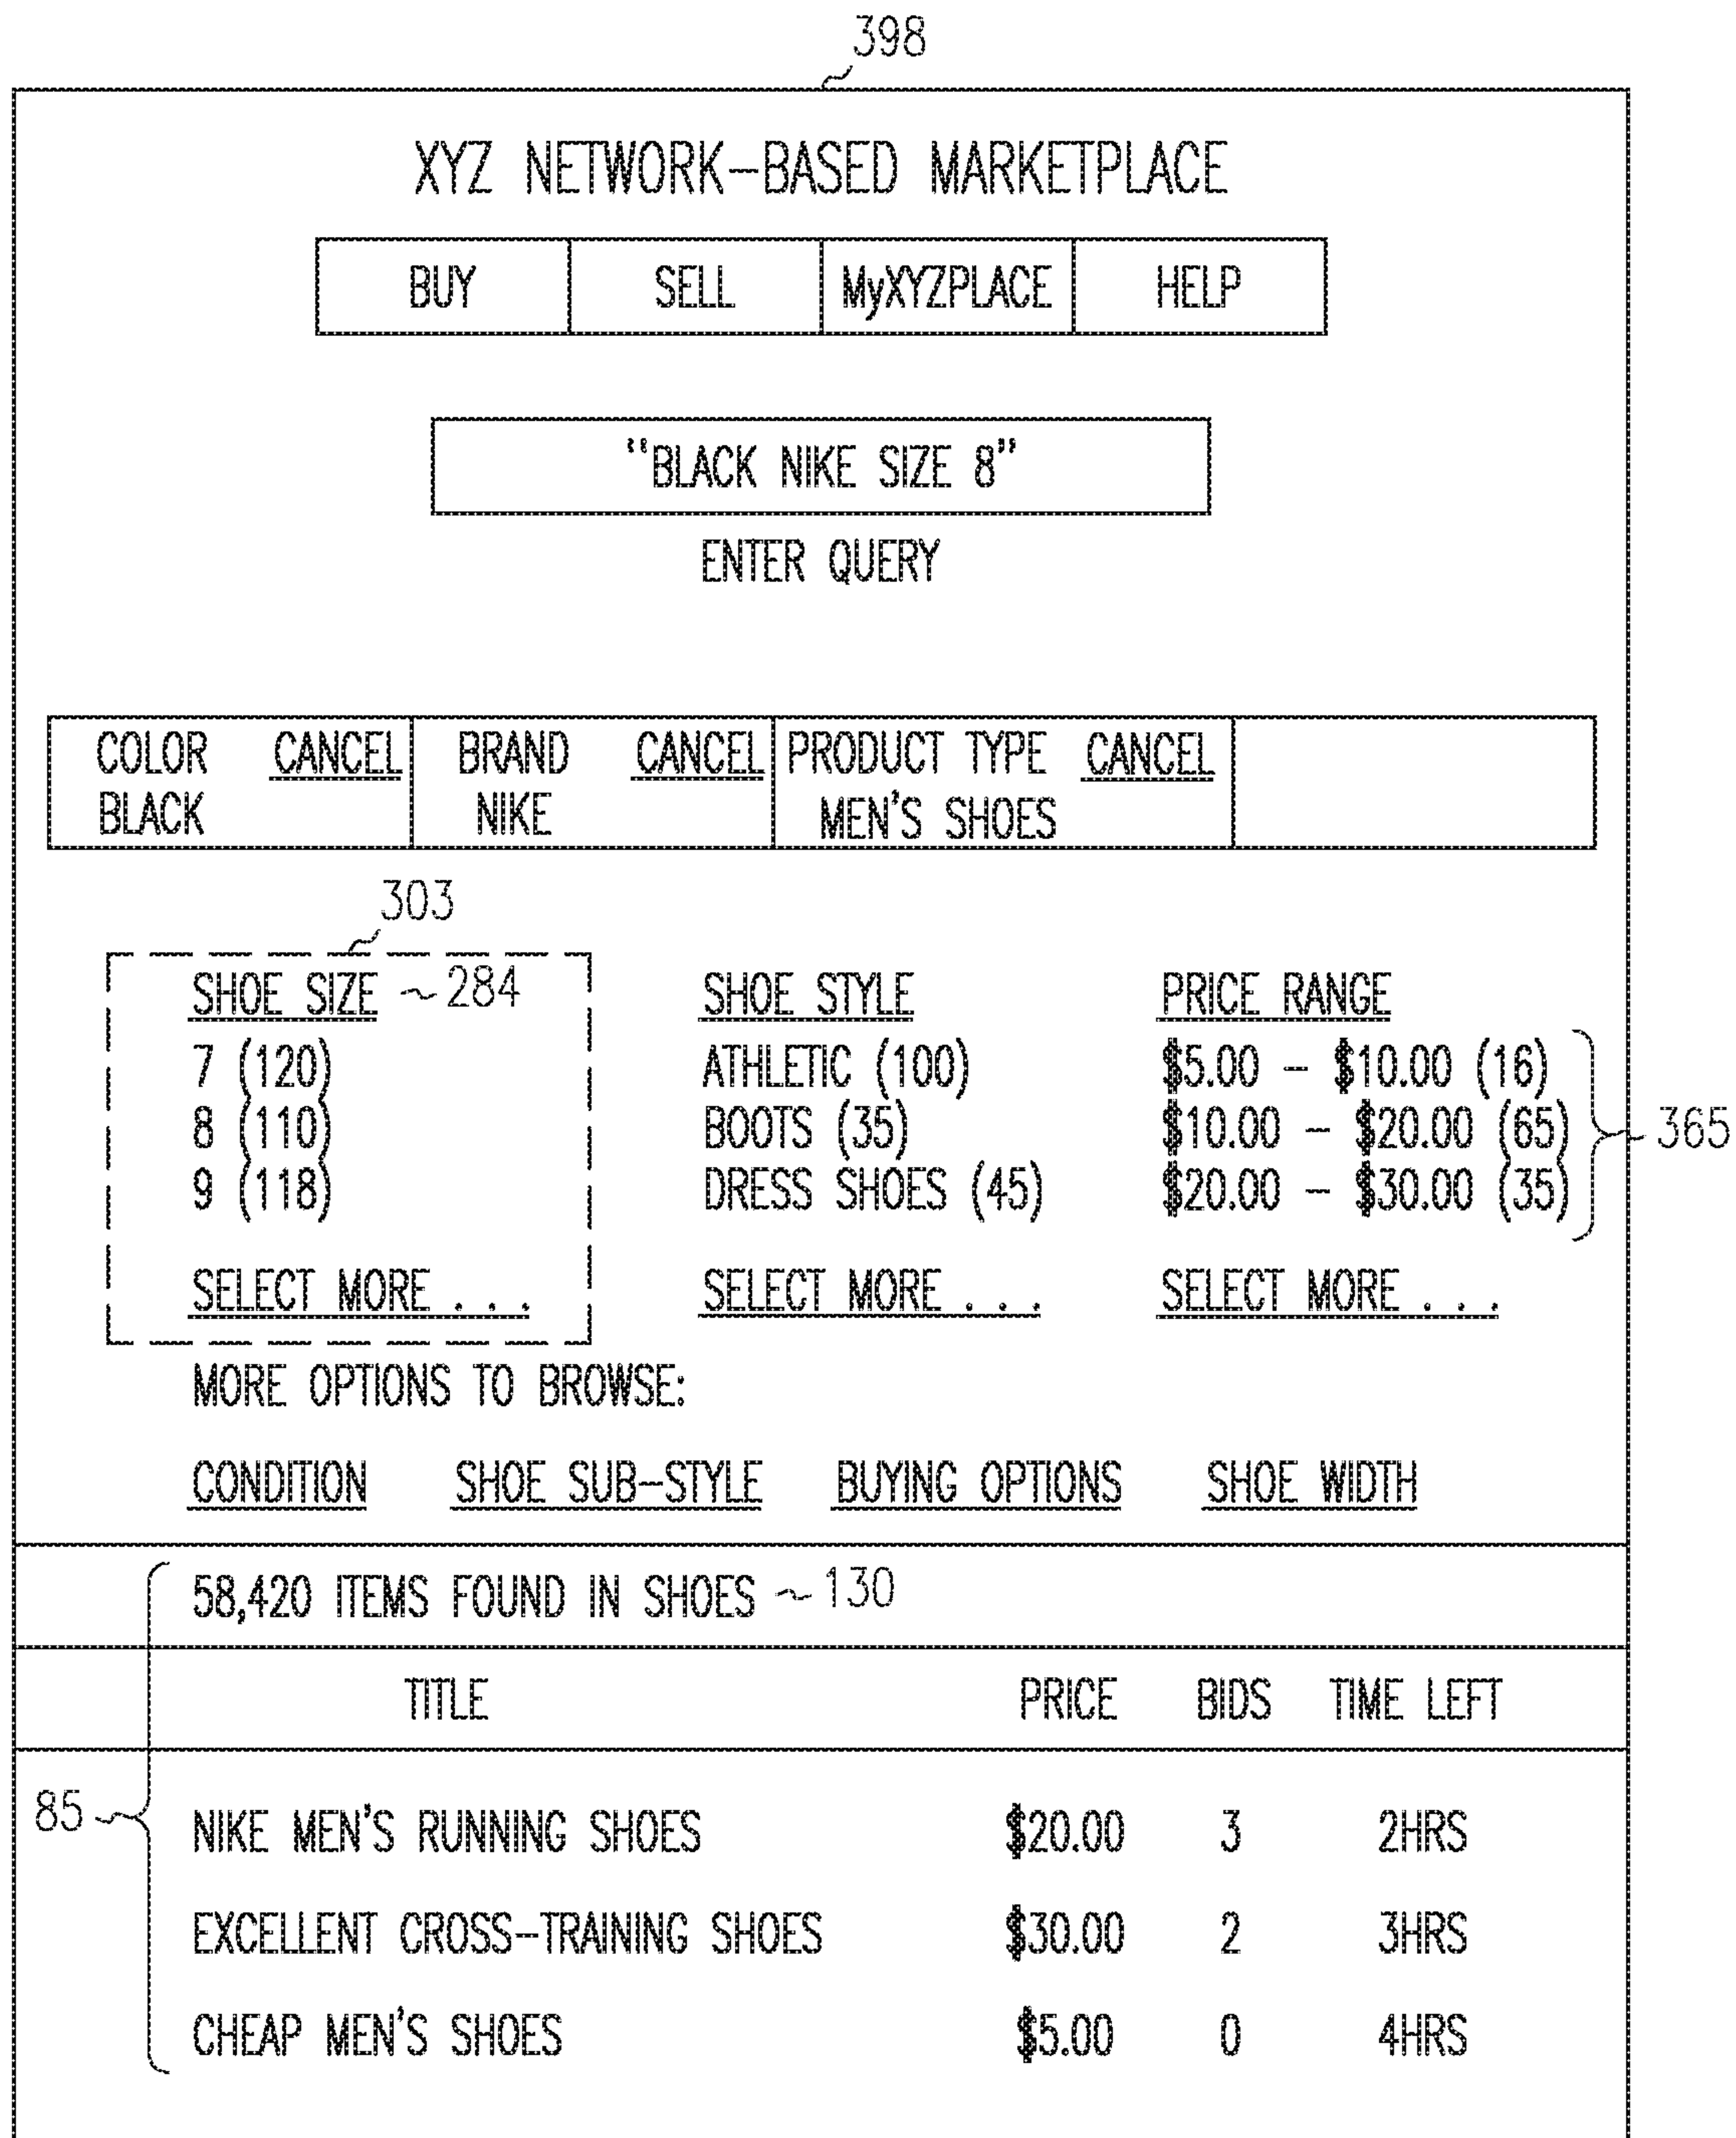 398
XYZ NETWORK-BASED MARKETPLACE
BUY SELL MyXYZPLACE HELP
"BLACK NIKE SIZE 8"
ENTER QUERY
COLOR CANCEL BRAND CANCEL PRODUCT TYPE CANCEL
BLACK NIKE MEN'S SHOES
303
SHOE SIZE ~284 SHOE STYLE PRICE RANGE
7 (120) ATHLETIC (100) $5.00 - $10.00 (16)
8 (110) BOOTS (35) $10.00 - $20.00 (65) 365
9 (118) DRESS SHOES (45) $20.00 - $30.00 (35)
SELECT MORE . . . SELECT MORE . . . SELECT MORE . . .
MORE OPTIONS TO BROWSE:
CONDITION SHOE SUB-STYLE BUYING OPTIONS SHOE WIDTH
58,420 ITEMS FOUND IN SHOES ~130
TITLE PRICE BIDS TIME LEFT
85 NIKE MEN'S RUNNING SHOES $20.00 3 2HRS
EXCELLENT CROSS-TRAINING SHOES $30.00 2 3HRS
CHEAP MEN'S SHOES $5.00 0 4HRS